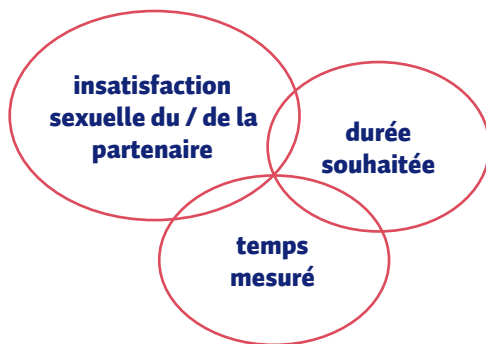 insatisfaction
sexuelle du / de la
partenaire
durée
souhaitée
temps
mesuré